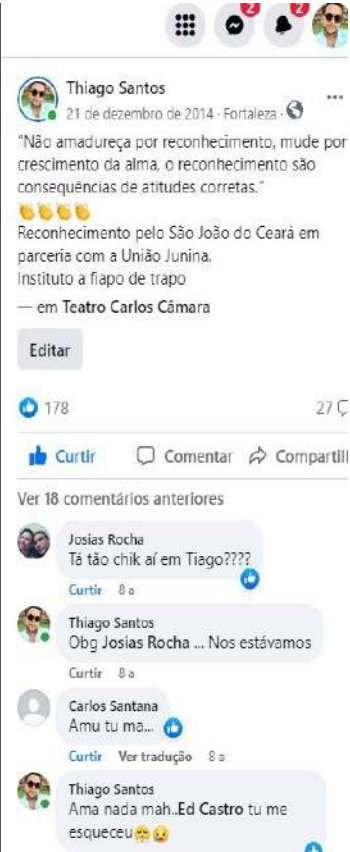 2
2
Thiago Santos
21 de dezembro de 2014 · Fortaleza ·
"Não amadureça por reconhecimento, mude por
crescimento da alma, o reconhecimento são
consequências de atitudes corretas."
👏👏👏👏
Reconhecimento pelo São João do Ceará em
parceria com a União Junina.
Instituto a fiapo de trapo
— em Teatro Carlos Câmara
Editar
178 27
Curtir Comentar Compartill
Ver 18 comentários anteriores
Josias Rocha
Tá tão chik aí em Tiago????
Curtir 8 a
Thiago Santos
Obg Josias Rocha ... Nos estávamos
Curtir 8 a
Carlos Santana
Amu tu ma...
Curtir Ver tradução 8 a
Thiago Santos
Ama nada mah..Ed Castro tu me
esqueceu😤😢